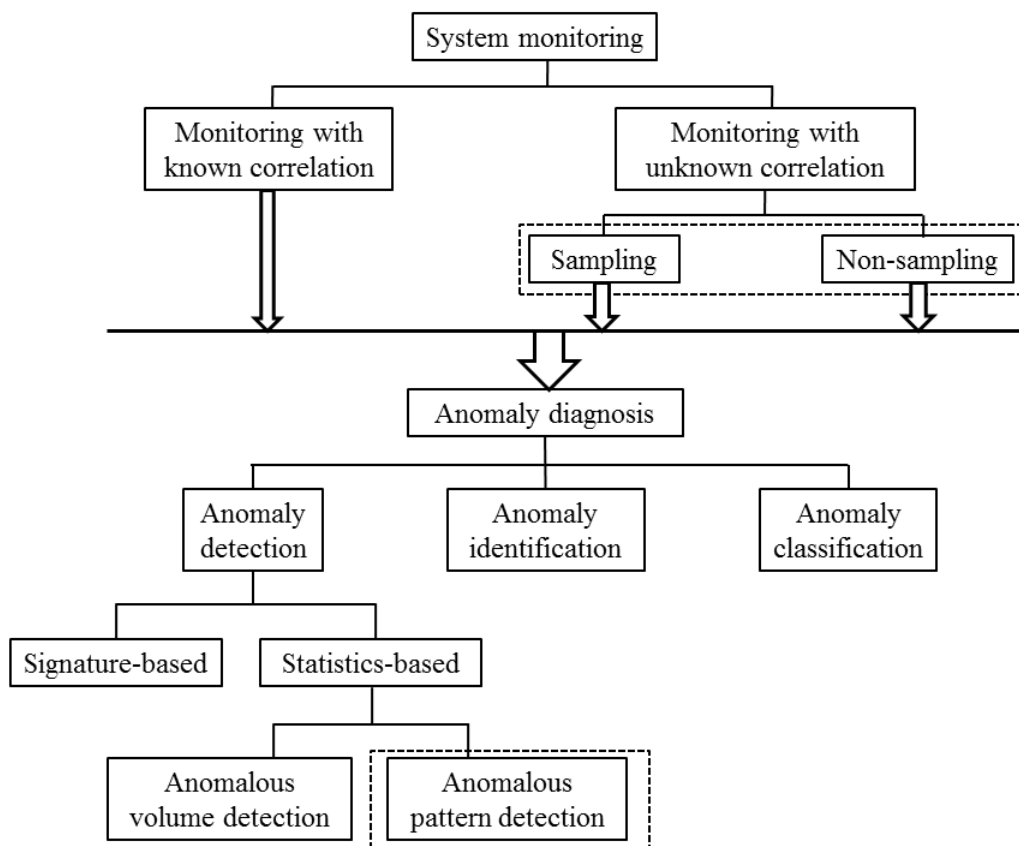 System monitoring
Monitoring with
known correlation
Monitoring with
unknown correlation
Sampling
Non-sampling
Anomaly diagnosis
Anomaly
detection
Anomaly
identification
Anomaly
classification
Signature-based
Statistics-based
Anomalous
volume detection
Anomalous
pattern detection